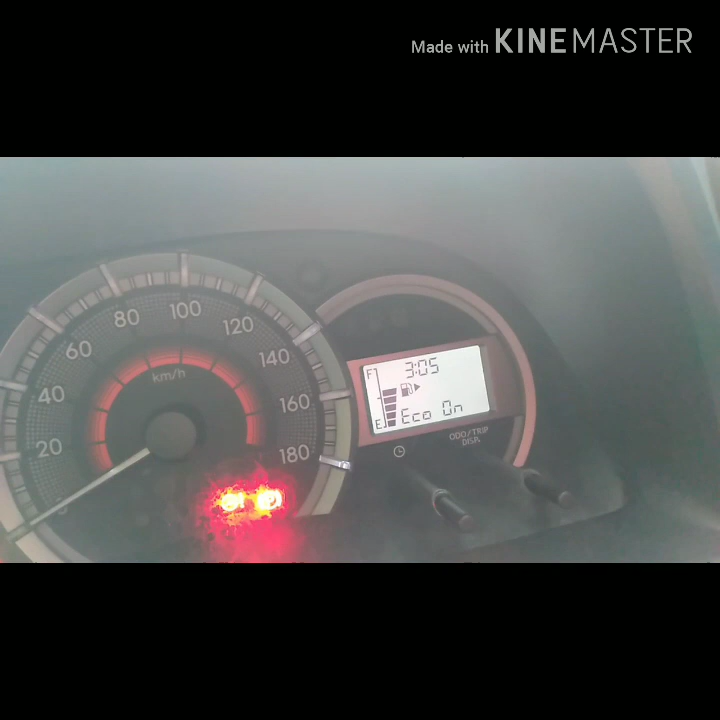 Made with KINEMASTER
100
80
120
60
140
km/h
40
160
20
180
0
3:05
F
E
Eco On
ODO/TRIP
DISP.